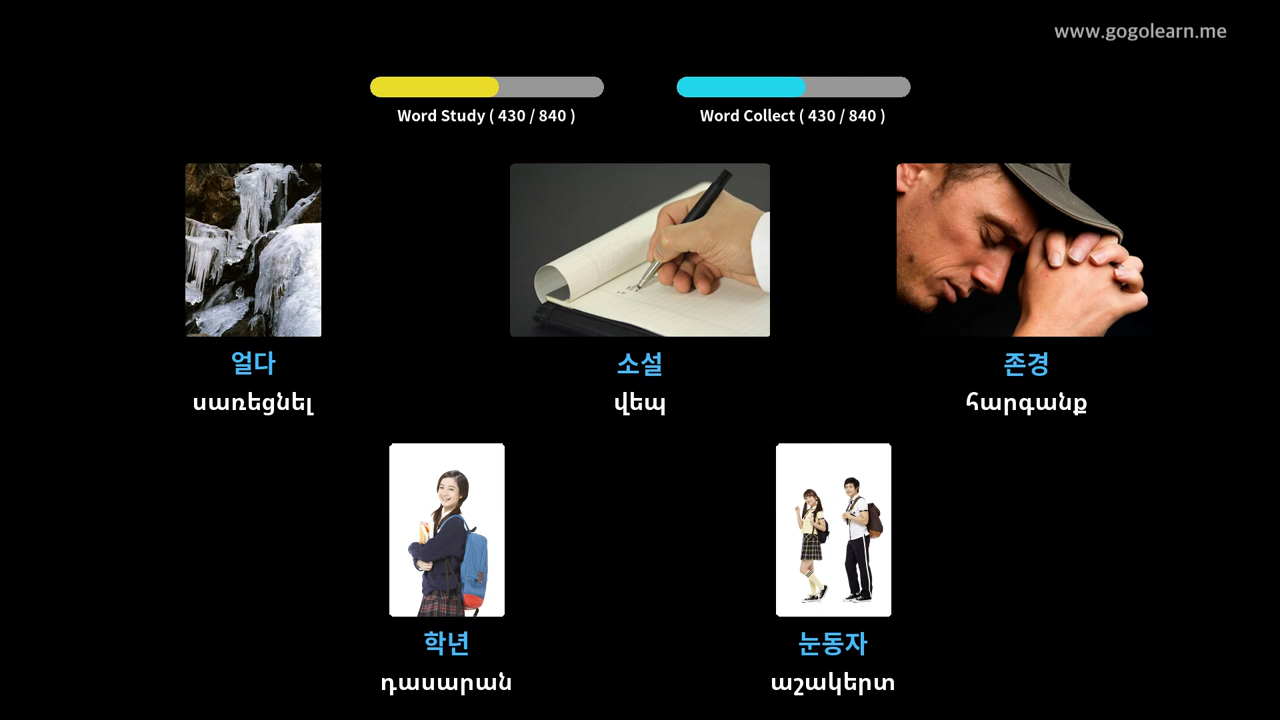 www.gogolearn.me
Word Study ( 430 / 840 )
Word Collect ( 430 / 840 )
얼다
սառեցնել
소설
վեպ
존경
հարգանք
학년
դասարան
눈동자
աշակերտ